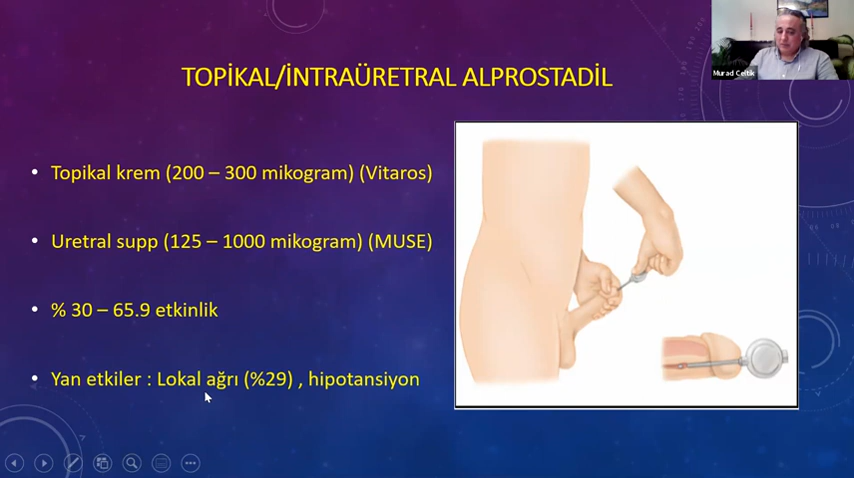 TOPİKAL/İNTRAÜRETRAL ALPROSTADİL
Murad Celtik
• Topikal krem (200 – 300 mikogram) (Vitaros)
• Uretral supp (125 – 1000 mikogram) (MUSE)
• % 30 – 65.9 etkinlik
• Yan etkiler : Lokal ağrı (%29) , hipotansiyon